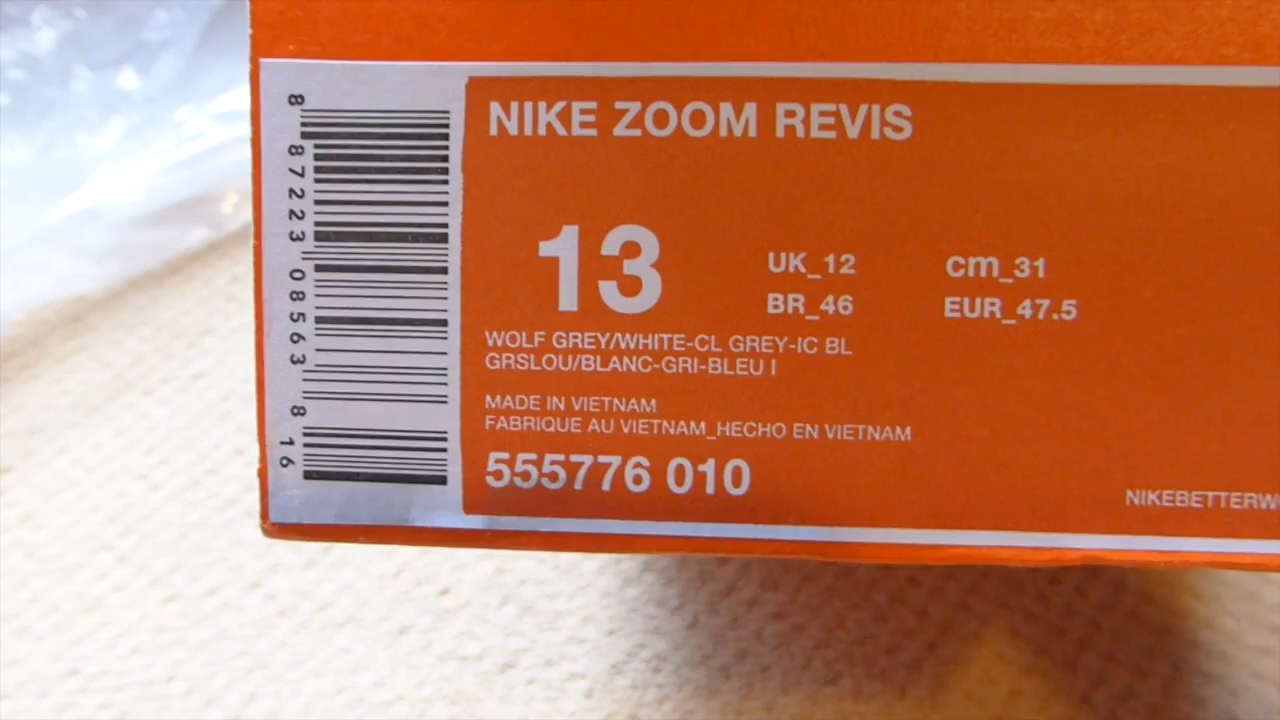 8 87223 08563 8
16
NIKE ZOOM REVIS
13
UK_12 cm_31
BR_46 EUR_47.5
WOLF GREY/WHITE-CL GREY-IC BL
GRSLOU/BLANC-GRI-BLEU I
MADE IN VIETNAM
FABRIQUE AU VIETNAM_HECHO EN VIETNAM
555776 010
NIKEBETTERW